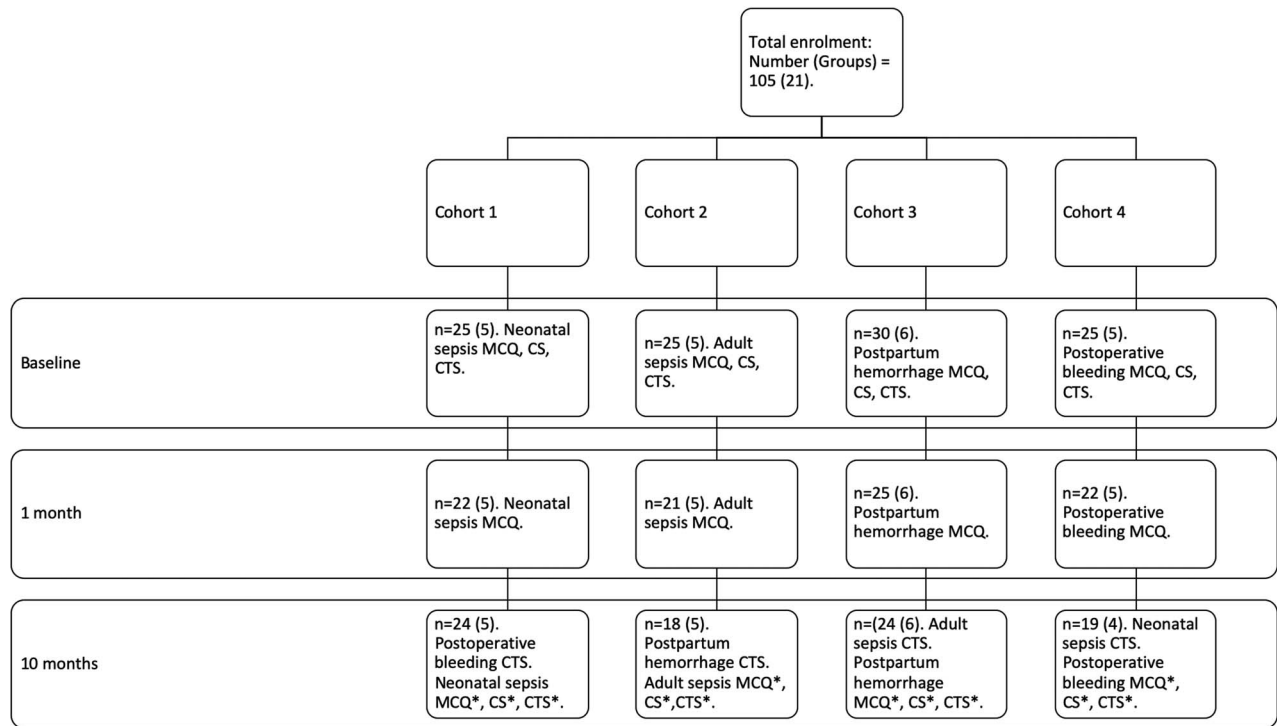 Total enrolment:
Number (Groups) =
105 (21).
Cohort 1
Cohort 2
Cohort 3
Cohort 4
Baseline
n=25 (5). Neonatal
sepsis MCQ, CS,
CTS.
n=25 (5). Adult
sepsis MCQ, CS,
CTS.
n=30 (6).
Postpartum
hemorrhage MCQ,
CS, CTS.
n=25 (5).
Postoperative
bleeding MCQ, CS,
CTS.
1 month
n=22 (5). Neonatal
sepsis MCQ.
n=21 (5). Adult
sepsis MCQ.
n=25 (6).
Postpartum
hemorrhage MCQ.
n=22 (5).
Postoperative
bleeding MCQ.
10 months
n=24 (5).
Postoperative
bleeding CTS.
Neonatal sepsis
MCQ*, CS*, CTS*.
n=18 (5).
Postpartum
hemorrhage CTS.
Adult sepsis MCQ*,
CS*,CTS*.
n=(24 (6). Adult
sepsis CTS.
Postpartum
hemorrhage
MCQ*, CS*, CTS*.
n=19 (4). Neonatal
sepsis CTS.
Postoperative
bleeding MCQ*,
CS*, CTS*.